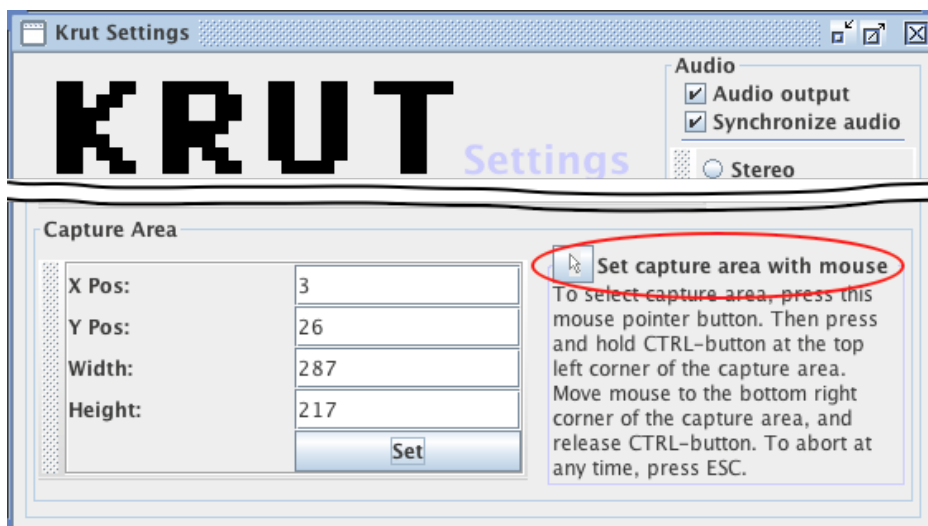 Krut Settings
KRUT
Settings
Audio
Audio output
Synchronize audio
Stereo
Capture Area
X Pos:
3
Y Pos:
26
Width:
287
Height:
217
Set
Set capture area with mouse
To select capture area, press this
mouse pointer button. Then press
and hold CTRL-button at the top
left corner of the capture area.
Move mouse to the bottom right
corner of the capture area, and
release CTRL-button. To abort at
any time, press ESC.